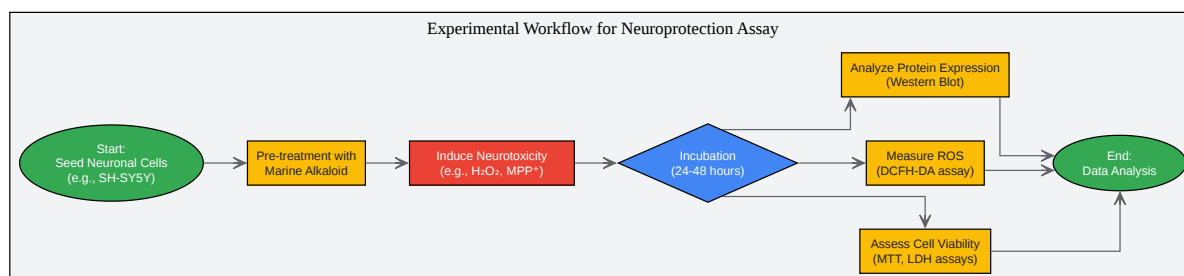 Experimental Workflow for Neuroprotection Assay
Start:
Seed Neuronal Cells
(e.g., SH-SY5Y)
Pre-treatment with
Marine Alkaloid
Induce Neurotoxicity
(e.g., H₂O₂, MPP⁺)
Incubation
(24-48 hours)
Analyze Protein Expression
(Western Blot)
Measure ROS
(DCFH-DA assay)
Assess Cell Viability
(MTT, LDH assays)
End:
Data Analysis